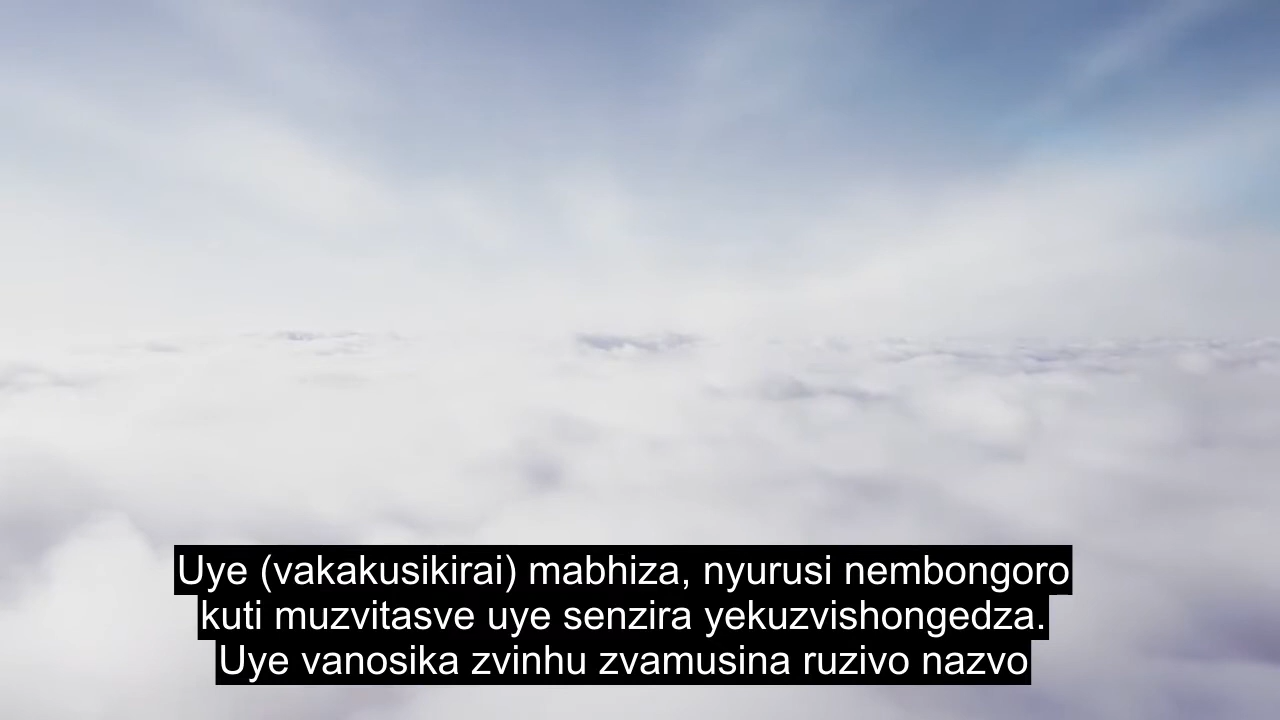 Uye (vakakusikirai) mabhiza, nyurusi nembongoro
kuti muzvitasve uye senzira yekuzvishongedza.
Uye vanosika zvinhu zvamusina ruzivo nazvo